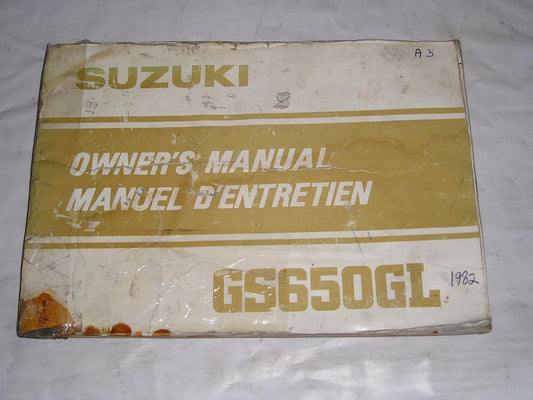 A3
SUZUKI
OWNER'S MANUAL
MANUEL D'ENTRETIEN
GS650GL 1982